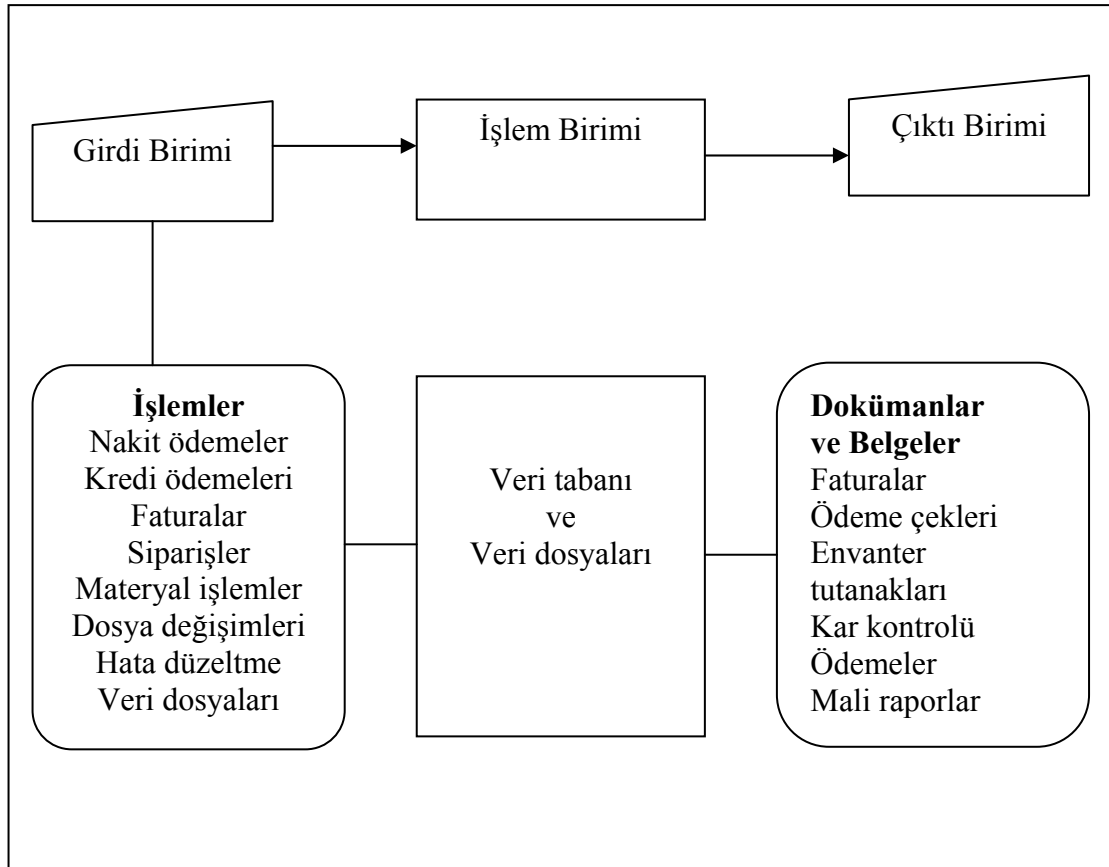 Girdi Birimi
İşlem Birimi
Çıktı Birimi
İşlemler
Nakit ödemeler
Kredi ödemeleri
Faturalar
Siparişler
Materyal işlemler
Dosya değişimleri
Hata düzeltme
Veri dosyaları
Veri tabanı
ve
Veri dosyaları
Dokümanlar
ve Belgeler
Faturalar
Ödeme çekleri
Envanter
tutanakları
Kar kontrolü
Ödemeler
Mali raporlar